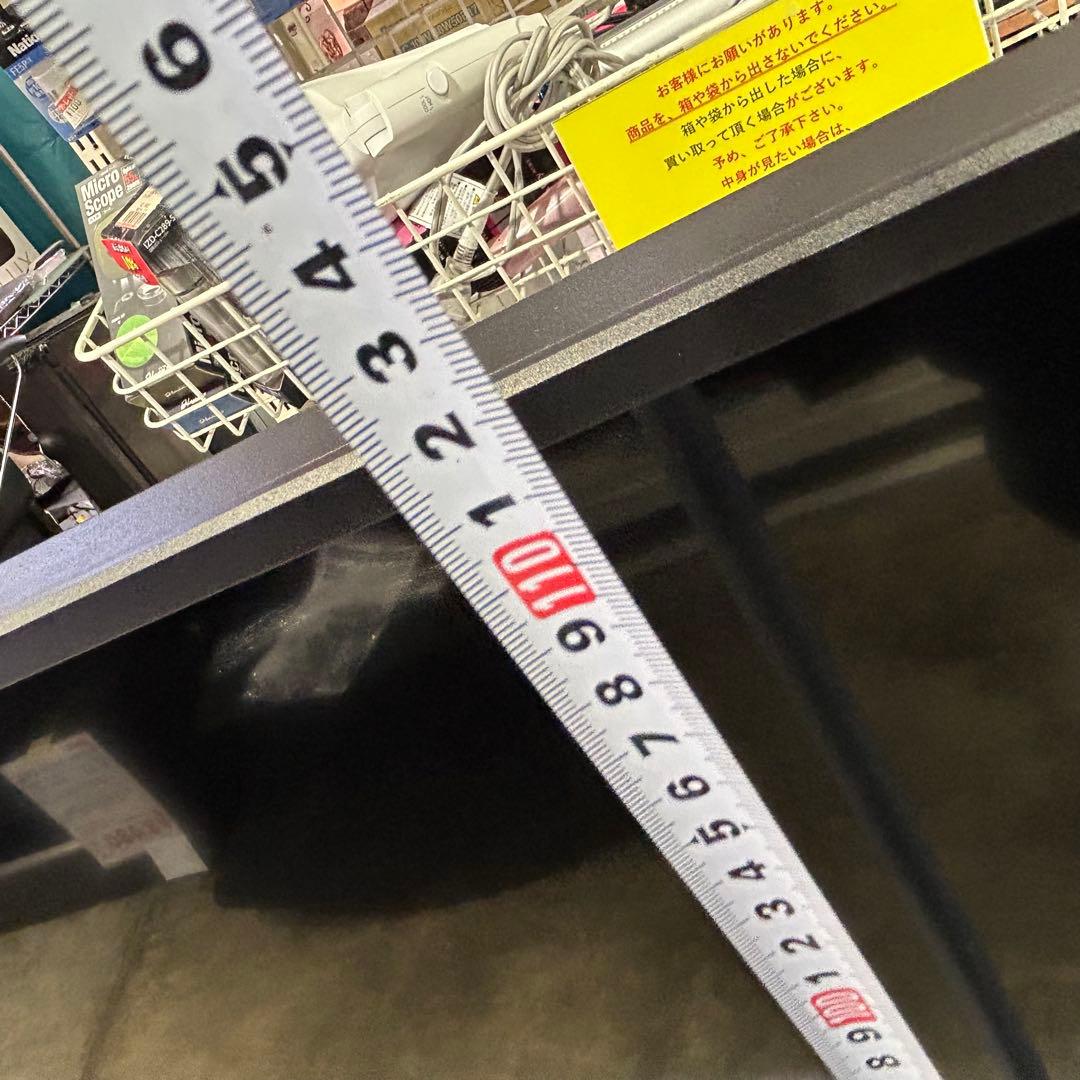 お客様にお願いがあります。
商品を、箱や袋から出さないでください。
箱や袋から出した場合に、
買い取って頂く場合がございます。
予め、ご了承下さい。
中身が見たい場合は、
Micro
Scope
IZD-C289-S
6
5
4
3
2
1
110
9
8
7
6
5
4
3
2
1
100
9
8